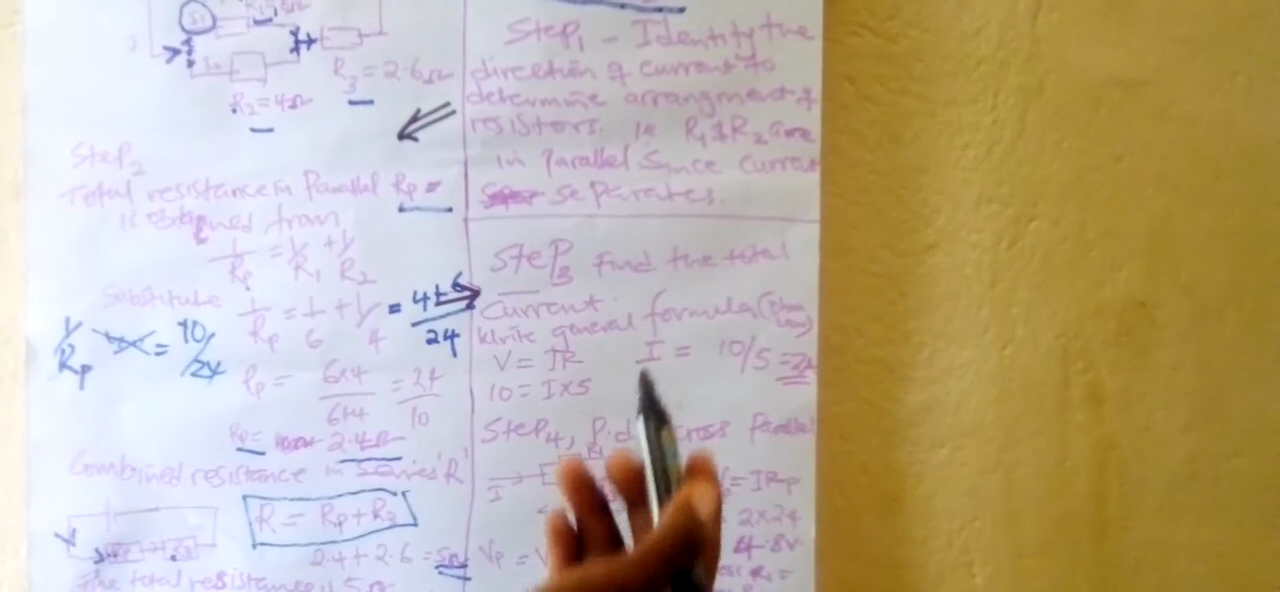 R3 = 2.6Ω
R2 = 4Ω
Step2
Total resistance in Parallel Rp =
is obtained from
1/Rp = 1/R1 + 1/R2
Substitute 1/Rp = 1/6 + 1/4 = 4+6/24
1/Rp = 10/24
Rp = 6x4/6+4 = 24/10
Rp = 2.4Ω
Combined resistance in series 'R'
R = Rp + R3
2.4 + 2.6 = 5Ω
The total resistance is 5Ω
Step1 - Identity the
direction of current to
determine arrangment of
resistors. ie R1 & R2 are
in parallel Since current
separates.
Step3 Find the total
current
Write general formula
V = IR
I = 10/5 = 2A
10 = I x 5
Step4, P.d across Parallel
I
= IRp
2x24
4.8v
Vp =